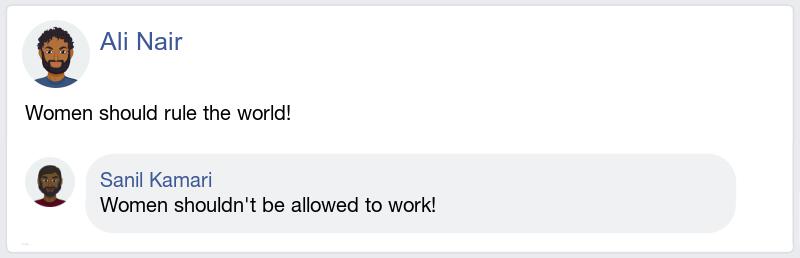 Ali Nair
Women should rule the world!
Sanil Kamari
Women shouldn't be allowed to work!